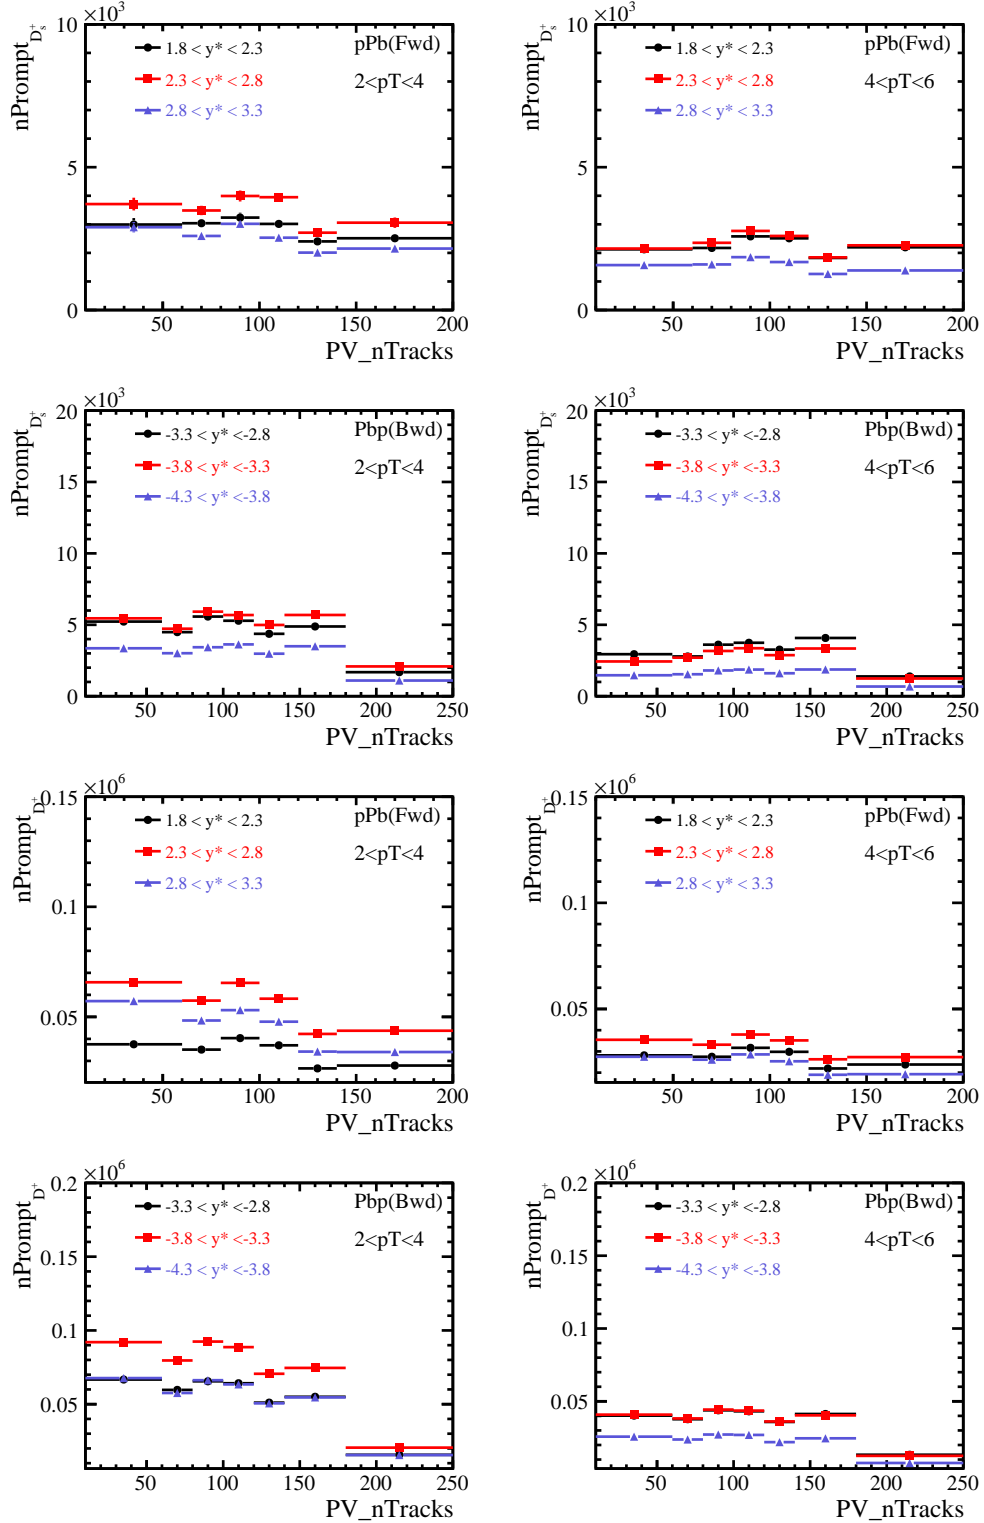 ×10³ ×10³
nPrompt_{D_s^+} 10 1.8 < y* < 2.3 pPb(Fwd) nPrompt_{D_s^+} 10 1.8 < y* < 2.3 pPb(Fwd)
2.3 < y* < 2.8 2<pT<4 2.3 < y* < 2.8 4<pT<6
2.8 < y* < 3.3 2.8 < y* < 3.3
5 5
0 0
50 100 150 200 50 100 150 200
PV_nTracks PV_nTracks
×10³ ×10³
nPrompt_{D_s^+} 20 -3.3 < y* <-2.8 Pbp(Bwd) nPrompt_{D_s^+} 20 -3.3 < y* <-2.8 Pbp(Bwd)
-3.8 < y* <-3.3 2<pT<4 -3.8 < y* <-3.3 4<pT<6
15 -4.3 < y* <-3.8 15 -4.3 < y* <-3.8
10 10
5 5
0 0
50 100 150 200 250 50 100 150 200 250
PV_nTracks PV_nTracks
×10⁶ ×10⁶
nPrompt_{D^+} 0.15 1.8 < y* < 2.3 pPb(Fwd) nPrompt_{D^+} 0.15 1.8 < y* < 2.3 pPb(Fwd)
2.3 < y* < 2.8 2<pT<4 2.3 < y* < 2.8 4<pT<6
2.8 < y* < 3.3 2.8 < y* < 3.3
0.1 0.1
0.05 0.05
50 100 150 200 50 100 150 200
PV_nTracks PV_nTracks
×10⁶ ×10⁶
nPrompt_{D^+} 0.2 -3.3 < y* <-2.8 Pbp(Bwd) nPrompt_{D^+} 0.2 -3.3 < y* <-2.8 Pbp(Bwd)
-3.8 < y* <-3.3 2<pT<4 -3.8 < y* <-3.3 4<pT<6
0.15 -4.3 < y* <-3.8 0.15 -4.3 < y* <-3.8
0.1 0.1
0.05 0.05
50 100 150 200 250 50 100 150 200 250
PV_nTracks PV_nTracks